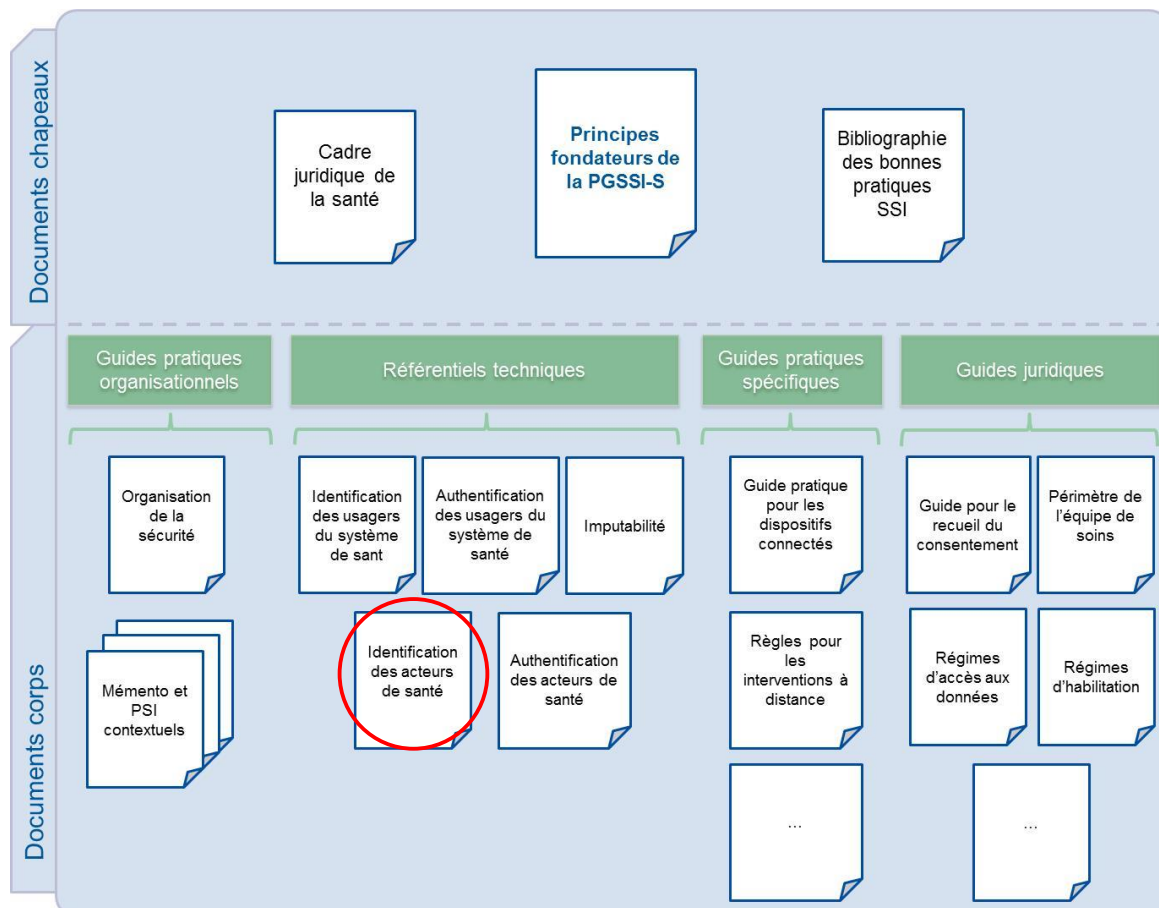 Documents chapeaux
Cadre
juridique de
la santé
Principes
fondateurs de
la PGSSI-S
Bibliographie
des bonnes
pratiques
SSI
Documents corps
Guides pratiques
organisationnels
Référentiels techniques
Guides pratiques
spécifiques
Guides juridiques
Organisation
de la
sécurité
Identification
des usagers
du système
de sant
Authentification
des usagers du
système de
santé
Imputabilité
Guide pratique
pour les
dispositifs
connectés
Guide pour le
recueil du
consentement
Périmètre de
l'équipe de
soins
Mémento et
PSI
contextuels
Identification
des acteurs
de santé
Authentification
des acteurs de
santé
Règles pour
les
interventions à
distance
Régimes
d'accès aux
données
Régimes
d'habilitation
...
...